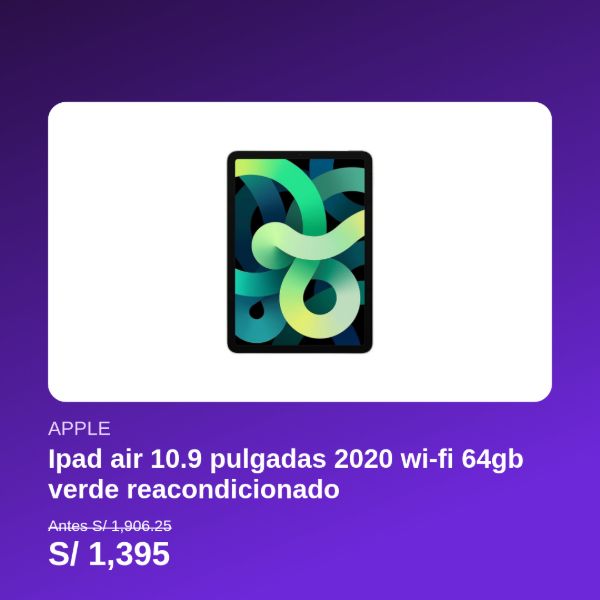 APPLE
Ipad air 10.9 pulgadas 2020 wi-fi 64gb
verde reacondicionado
Antes S/ 1,906.25
S/ 1,395